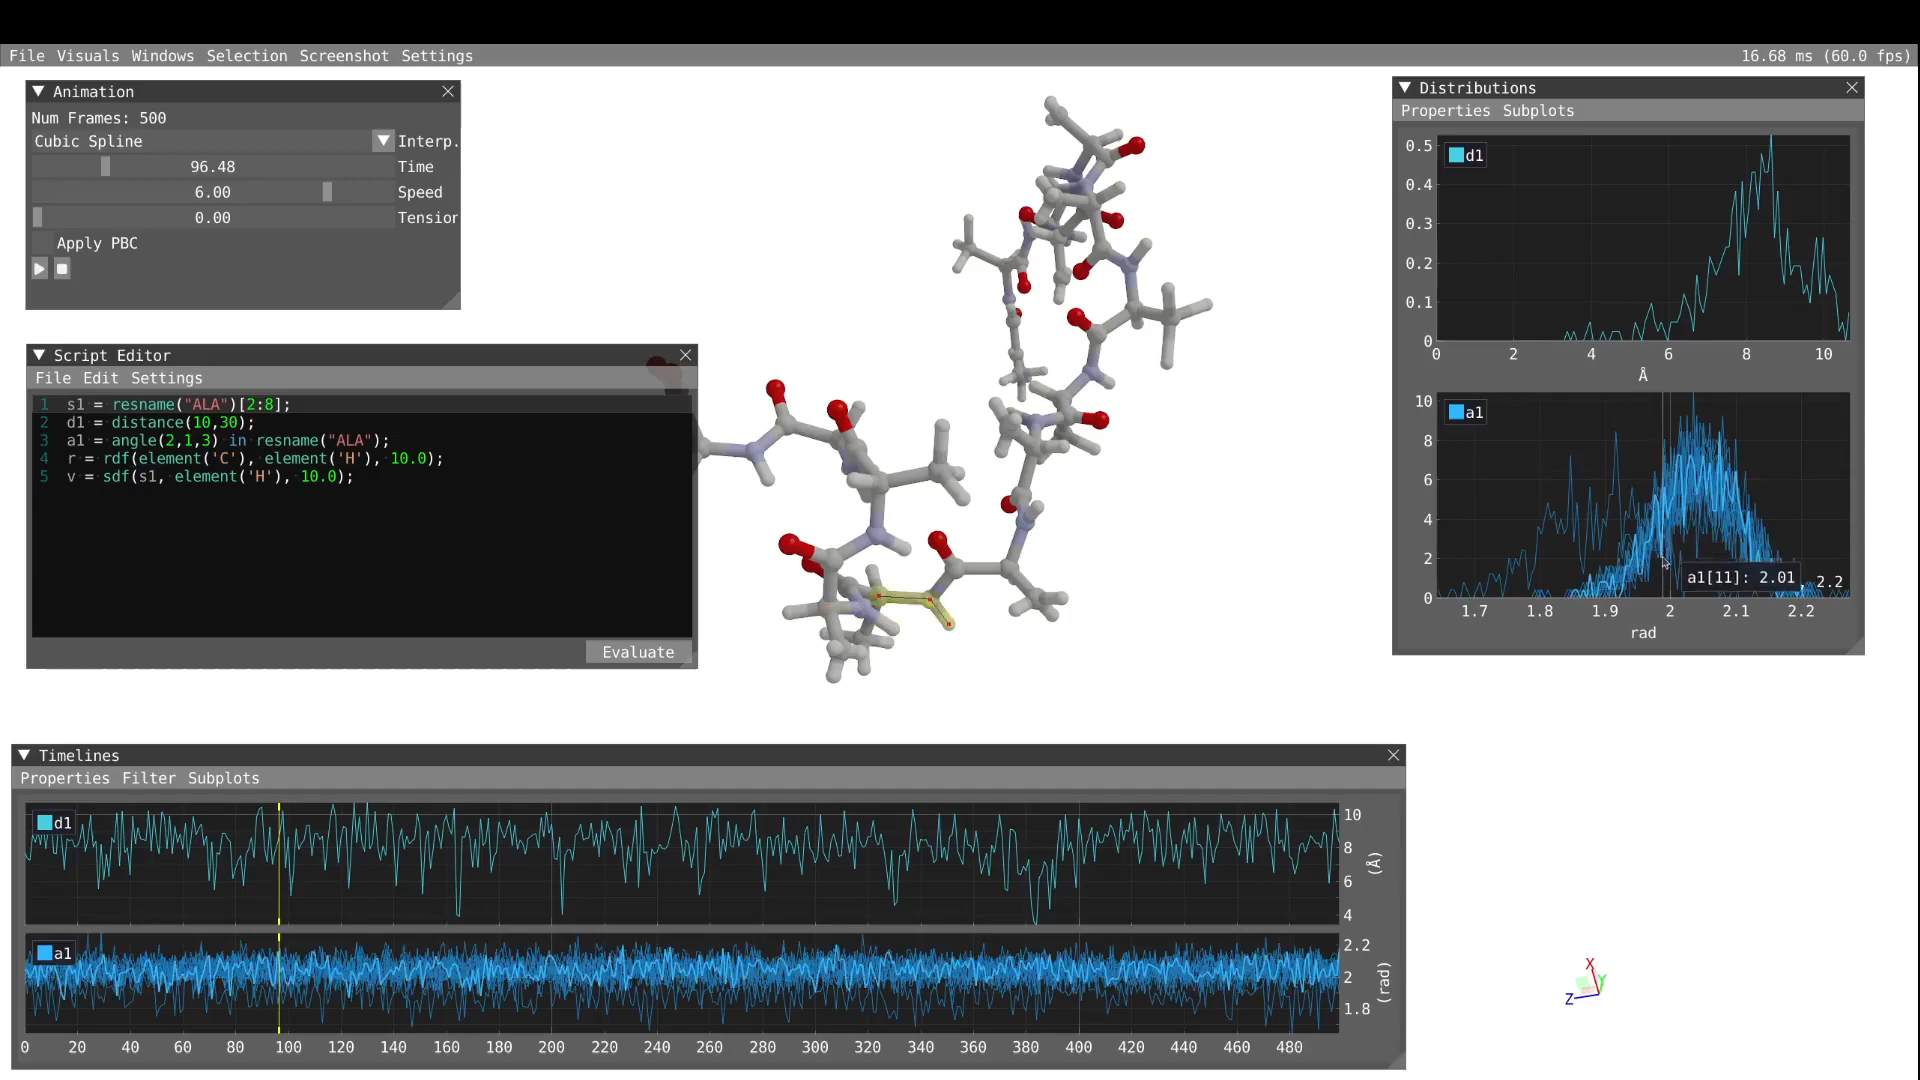 File Visuals Windows Selection Screenshot Settings
16.68 ms (60.0 fps)
Animation
Num Frames: 500
Cubic Spline Interp.
96.48 Time
6.00 Speed
0.00 Tension
Apply PBC
Script Editor
File Edit Settings
1 s1 = resname("ALA")[2:8];
2 d1 = distance(10,30);
3 a1 = angle(2,1,3) in resname("ALA");
4 r = rdf(element('C'), element('H'), 10.0);
5 v = sdf(s1, element('H'), 10.0);
Evaluate
Distributions
Properties Subplots
d1
0.5
0.4
0.3
0.2
0.1
0
0 2 4 6 8 10
Å
a1
10
8
6
4
2
0
a1[11]: 2.01
2.2
1.7 1.8 1.9 2 2.1 2.2
rad
Timelines
Properties Filter Subplots
d1
10
8
6
4
(Å)
a1
2.2
2
1.8
(rad)
0 20 40 60 80 100 120 140 160 180 200 220 240 260 280 300 320 340 360 380 400 420 440 460 480
X
Y
Z